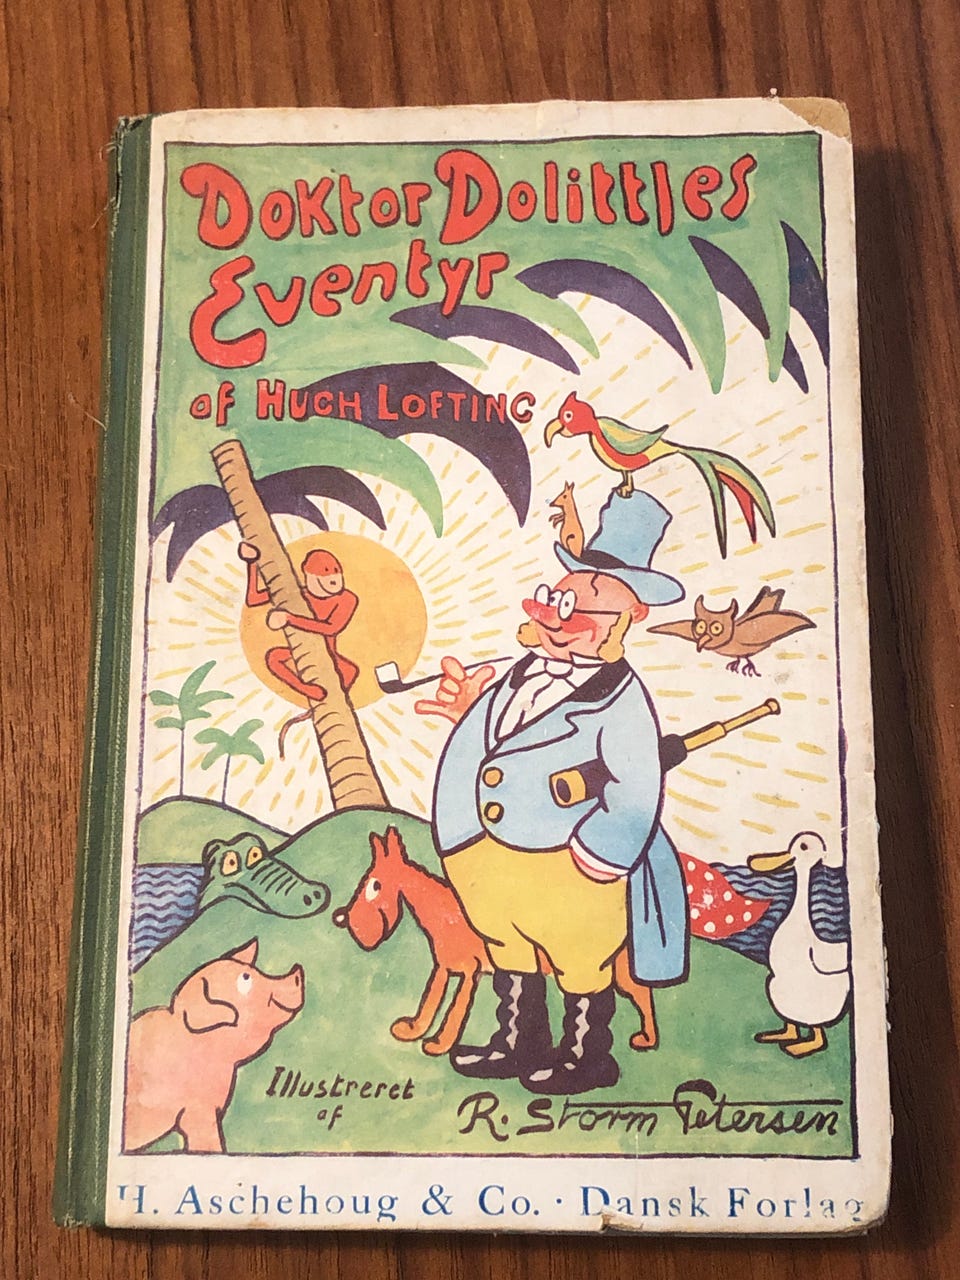 Doktor Dolittles
Eventyr
af HUGH LOFTING
Illustreret
af
R. Storm Petersen
H. Aschehoug & Co. · Dansk Forlag